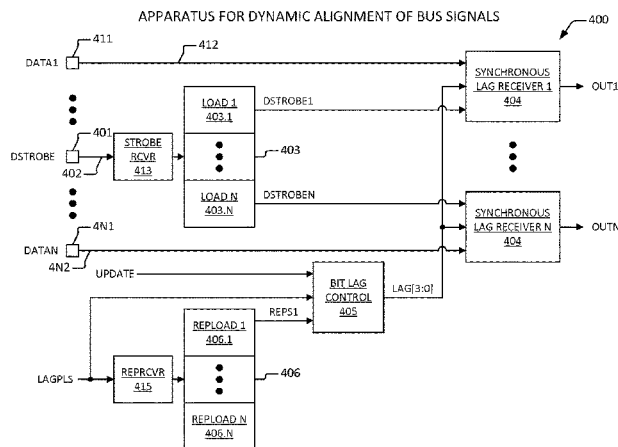 APPARATUS FOR DYNAMIC ALIGNMENT OF BUS SIGNALS
400
411
412
DATA1
SYNCHRONOUS
LAG RECEIVER 1
404
OUT1
LOAD 1
403.1
DSTROBE1
401
DSTROBE
402
STROBE
RCVR
413
403
LOAD N
403.N
DSTROBEN
SYNCHRONOUS
LAG RECEIVER N
404
OUTN
4N1
DATAN
4N2
UPDATE
BIT LAG
CONTROL
405
LAG[3:0]
REPLOAD 1
406.1
REPS1
LAGPLS
REPRCVR
415
406
REPLOAD N
406.N